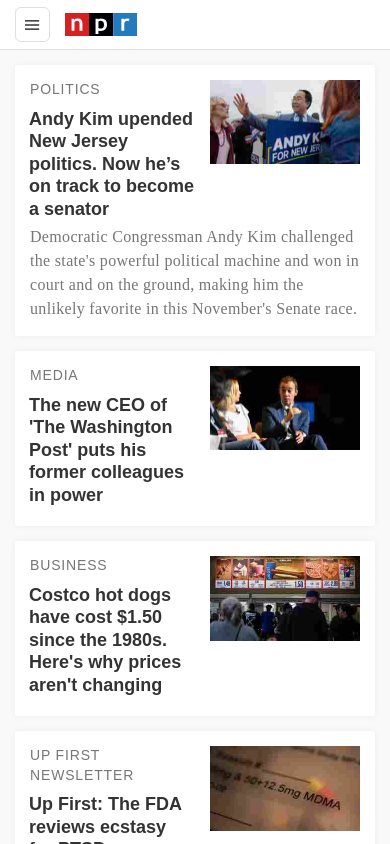 npr
POLITICS
Andy Kim upended
New Jersey
politics. Now he’s
on track to become
a senator
ANDY K
FOR NEW JER
Democratic Congressman Andy Kim challenged
the state's powerful political machine and won in
court and on the ground, making him the
unlikely favorite in this November's Senate race.
MEDIA
The new CEO of
'The Washington
Post' puts his
former colleagues
in power
BUSINESS
Costco hot dogs
have cost $1.50
since the 1980s.
Here's why prices
aren't changing
UP FIRST
NEWSLETTER
Up First: The FDA
reviews ecstasy
& 50+12.5mg MDMA